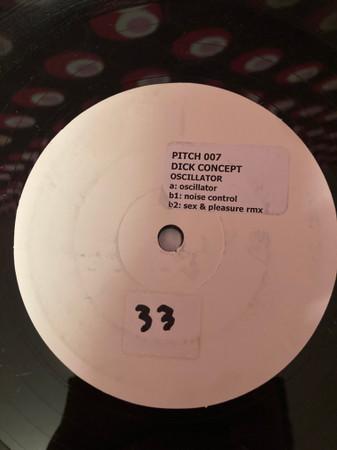 PITCH 007
DICK CONCEPT
OSCILLATOR
a: oscillator
b1: noise control
b2: sex & pleasure rmx
33